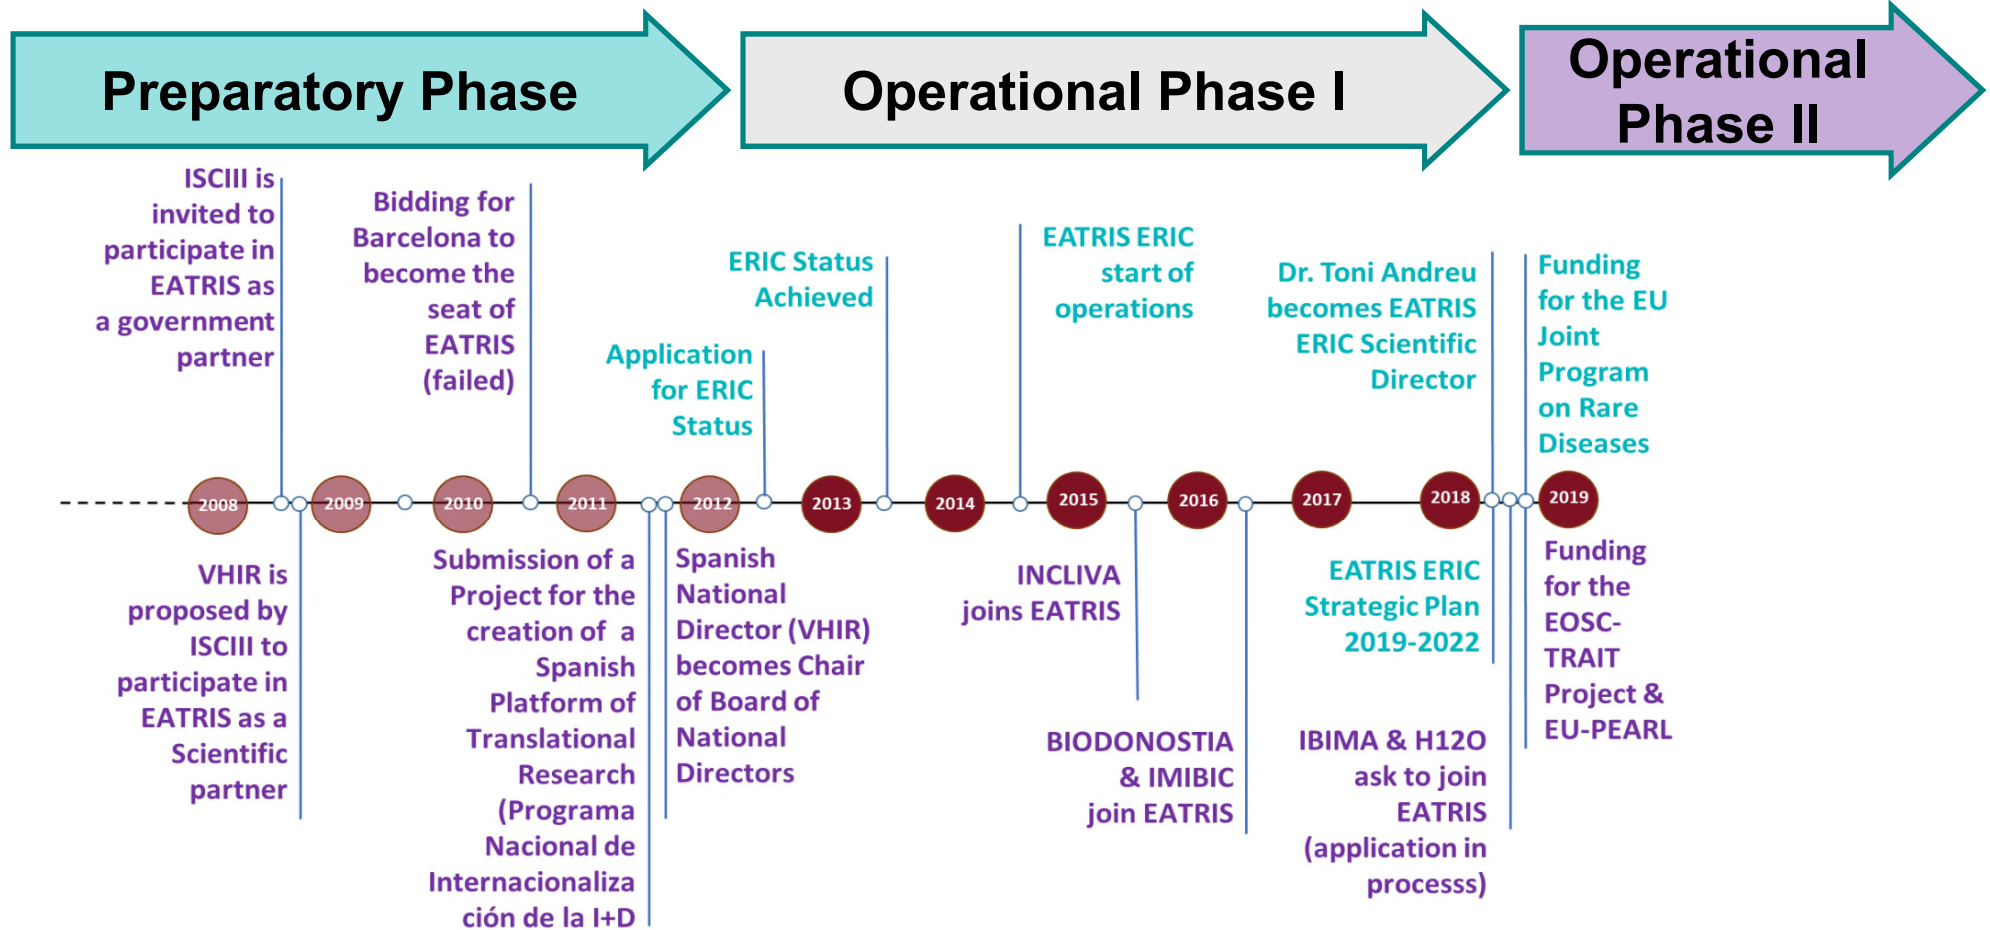 Preparatory Phase
Operational Phase I
Operational
Phase II
ISCIII is
invited to
participate in
EATRIS as
a government
partner
Bidding for
Barcelona to
become the
seat of
EATRIS
(failed)
Application
for ERIC
Status
ERIC Status
Achieved
EATRIS ERIC
start of
operations
Dr. Toni Andreu
becomes EATRIS
ERIC Scientific
Director
Funding
for the EU
Joint
Program
on Rare
Diseases
2008
2009
2010
2011
2012
2013
2014
2015
2016
2017
2018
2019
VHIR is
proposed by
ISCIII to
participate in
EATRIS as a
Scientific
partner
Submission of a
Project for the
creation of a
Spanish
Platform of
Translational
Research
(Programa
Nacional de
Internacionaliza
ción de la I+D
Spanish
National
Director (VHIR)
becomes Chair
of Board of
National
Directors
INCLIVA
joins EATRIS
BIODONOSTIA
& IMIBIC
join EATRIS
EATRIS ERIC
Strategic Plan
2019-2022
IBIMA & H12O
ask to join
EATRIS
(application in
processs)
Funding
for the
EOSC-
TRAIT
Project &
EU-PEARL